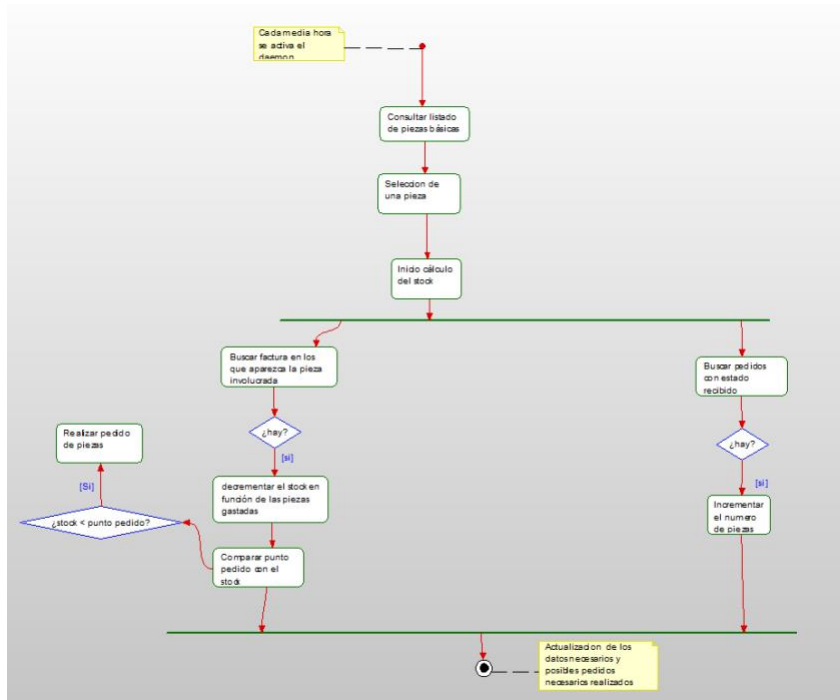 Cada media hora
se activa el
daemon
Consultar listado
de piezas básicas
Seleccion de
una pieza
Inicio cálculo
del stock
Buscar factura en los
que aparezca la pieza
involucrada
¿hay?
[si]
decrementar el stock en
función de las piezas
gastadas
Comparar punto
pedido con el
stock
¿stock < punto pedido?
[Si]
Realizar pedido
de piezas
Buscar pedidos
con estado
recibido
¿hay?
[si]
Incrementar
el numero
de piezas
Actualizacion de los
datos necesarios y
posibles pedidos
necesarios realizados